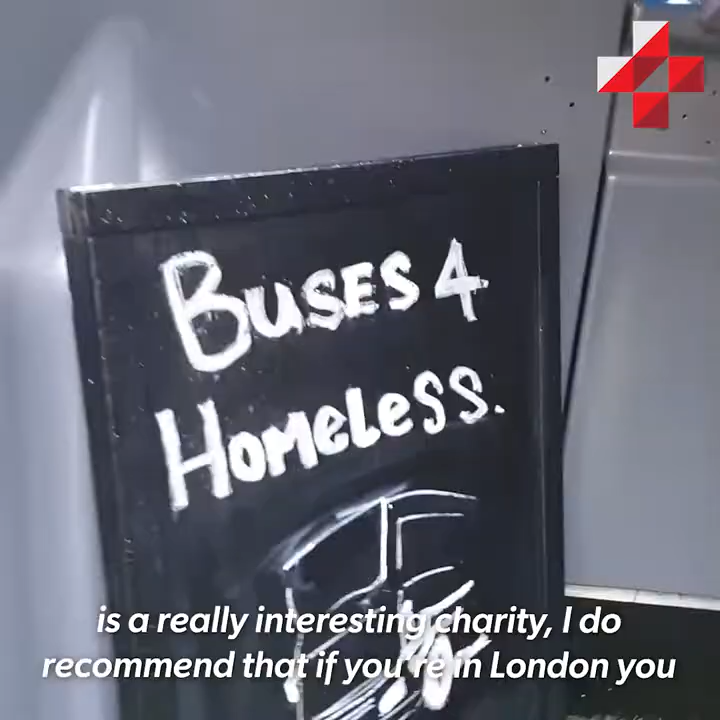 BUSES 4
HOMELESS.
is a really interesting charity, I do
recommend that if you're in London you